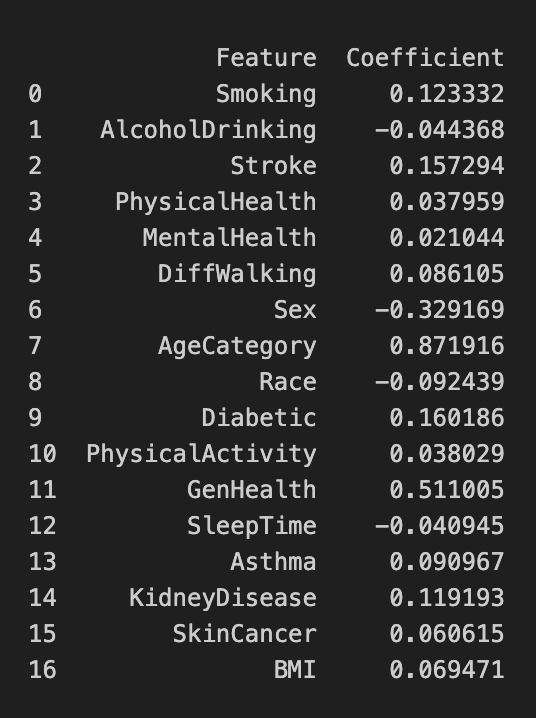 Feature Coefficient
0 Smoking 0.123332
1 AlcoholDrinking -0.044368
2 Stroke 0.157294
3 PhysicalHealth 0.037959
4 MentalHealth 0.021044
5 DiffWalking 0.086105
6 Sex -0.329169
7 AgeCategory 0.871916
8 Race -0.092439
9 Diabetic 0.160186
10 PhysicalActivity 0.038029
11 GenHealth 0.511005
12 SleepTime -0.040945
13 Asthma 0.090967
14 KidneyDisease 0.119193
15 SkinCancer 0.060615
16 BMI 0.069471